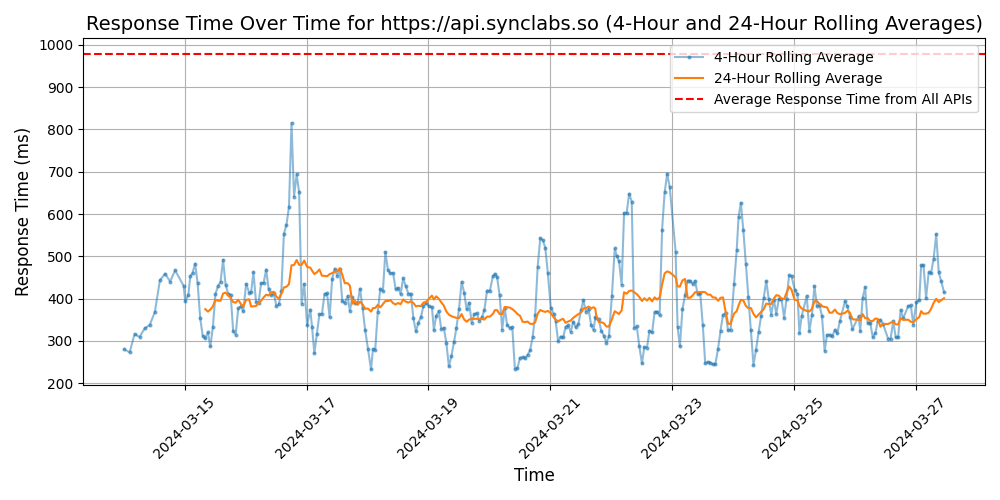 Response Time Over Time for https://api.synclabs.so (4-Hour and 24-Hour Rolling Averages)
4-Hour Rolling Average
24-Hour Rolling Average
Average Response Time from All APIs
Response Time (ms)
1000
900
800
700
600
500
400
300
200
2024-03-15
2024-03-17
2024-03-19
2024-03-21
2024-03-23
2024-03-25
2024-03-27
Time